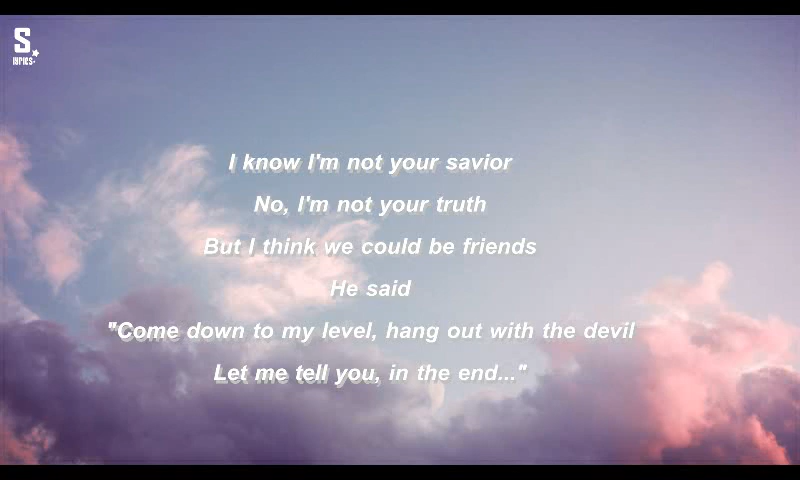 S
lyrics.
I know I'm not your savior
No, I'm not your truth
But I think we could be friends
He said
"Come down to my level, hang out with the devil
Let me tell you, in the end..."